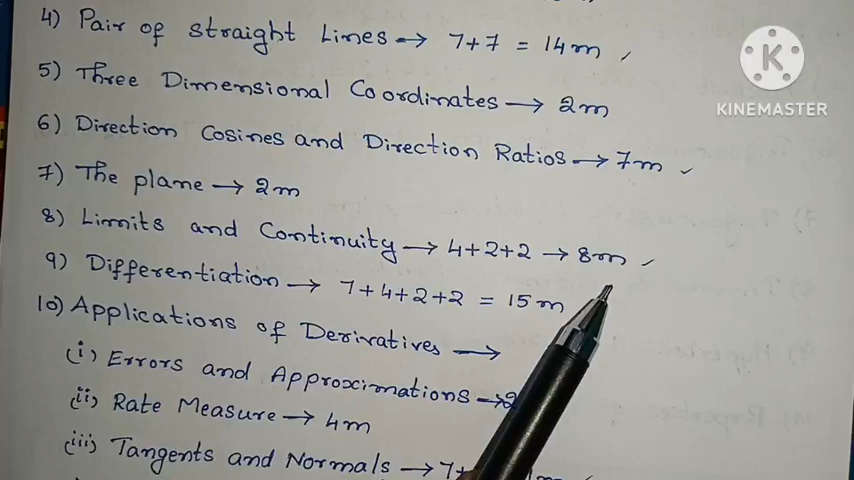 4) Pair of straight Lines → 7+7 = 14m ✓
5) Three Dimensional Coordinates → 2m
6) Direction Cosines and Direction Ratios → 7m ✓
7) The plane → 2m
8) Limits and Continuity → 4+2+2 → 8m ✓
9) Differentiation → 7+4+2+2 = 15m
10) Applications of Derivatives →
(i) Errors and Approximations → 2
(ii) Rate Measure → 4m
(iii) Tangents and Normals → 7+
KINEMASTER